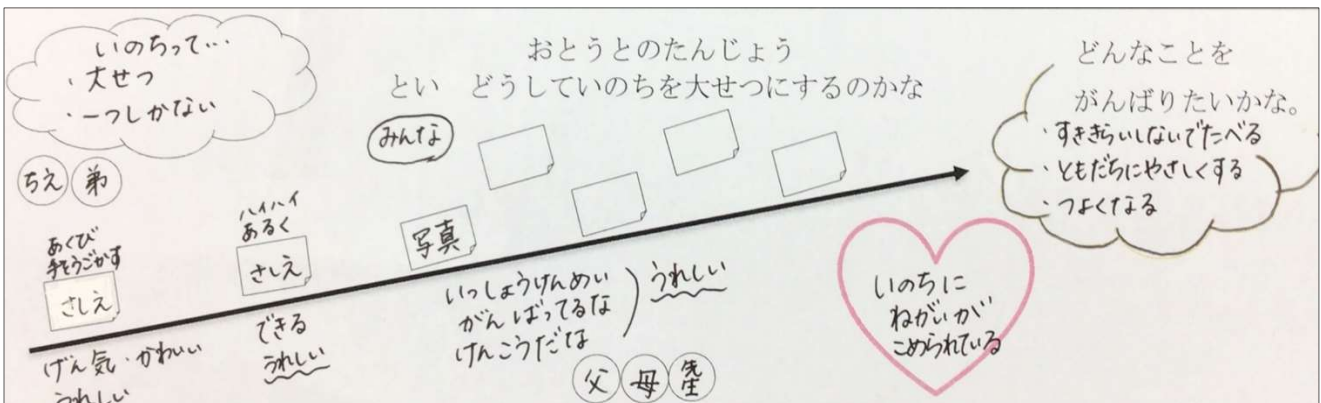 いのちって…
・大せつ
・一つしかない
ちえ 弟
おとうとのたんじょう
とい どうしていのちを大せつにするのかな
みんな
どんなことを
がんばりたいかな。
・すききらいしないでたべる
・ともだちにやさしくする
・つよくなる
あくび
手をうごかす
さしえ
げん気・かわいい
うれしい
ハイハイ
あるく
さしえ
できる
うれしい
写真
いっしょうけんめい
がんばってるな
けんこうだな
うれしい
父 母 先生
いのちに
ねがいが
こめられている